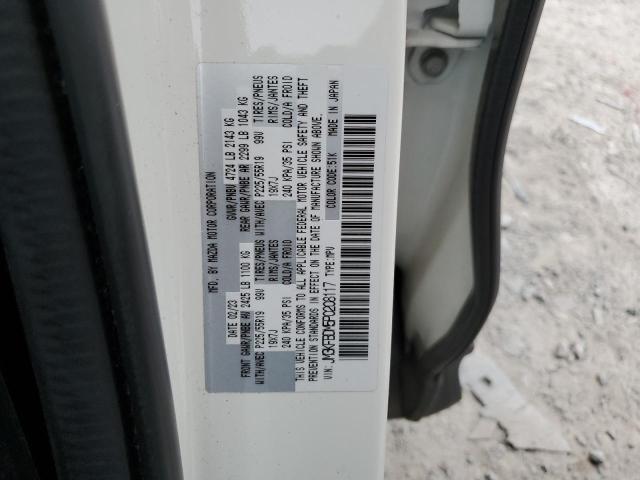 MFD. BY MAZDA MOTOR CORPORATION
DATE 02/23 GVWR/PNBV 4724 LB 2143 KG
FRONT GAWR/PNBE AV 2425 LB 1100 KG REAR GAWR/PNBE AR 2299 LB 1043 KG
WITH/AVEC P225/55R19 99V TIRES/PNEUS WITH/AVEC P225/55R19 99V TIRES/PNEUS
19X7J RIMS/JANTES 19X7J RIMS/JANTES
240 KPA/35 PSI COLD/A FROID 240 KPA/35 PSI COLD/A FROID
THIS VEHICLE CONFORMS TO ALL APPLICABLE FEDERAL MOTOR VEHICLE SAFETY AND THEFT
PREVENTION STANDARDS IN EFFECT ON THE DATE OF MANUFACTURE SHOWN ABOVE.
VIN: TYPE:MPV COLOR CODE:51K MADE IN JAPAN